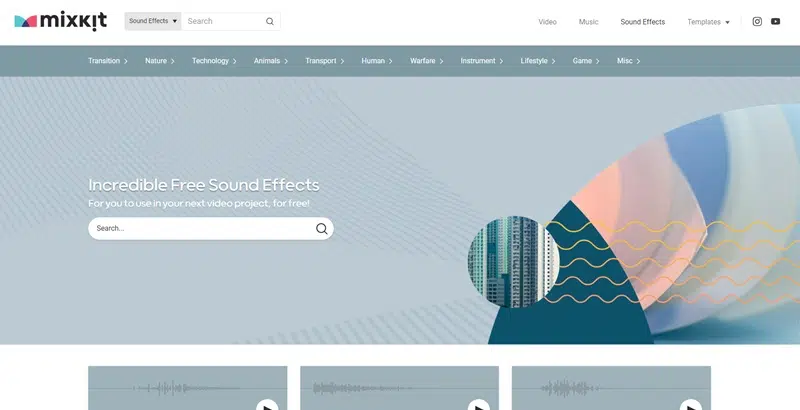 mixkit
Sound Effects
Search
Video
Music
Sound Effects
Templates
Transition
Nature
Technology
Animals
Transport
Human
Warfare
Instrument
Lifestyle
Game
Misc
Incredible Free Sound Effects
For you to use in your next video project, for free!
Search...